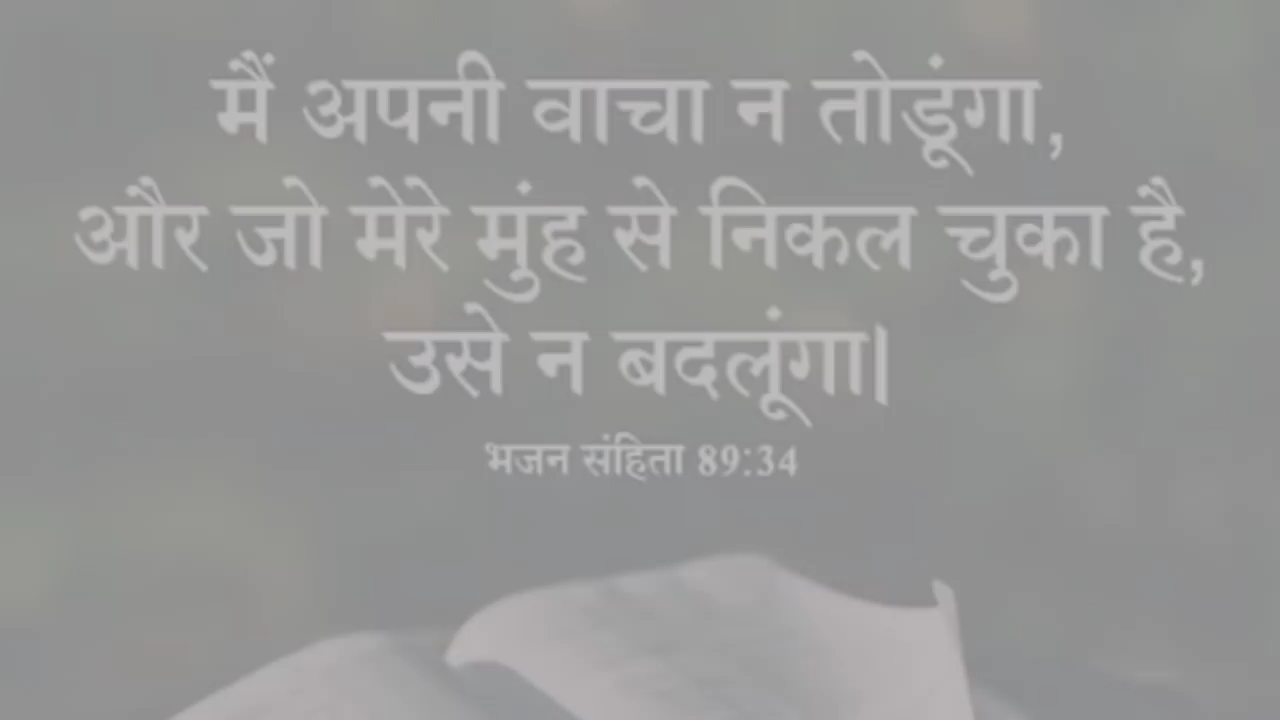 मैं अपनी वाचा न तोडूंगा,
और जो मेरे मुंह से निकल चुका है,
उसे न बदलूंगा।
भजन संहिता 89:34